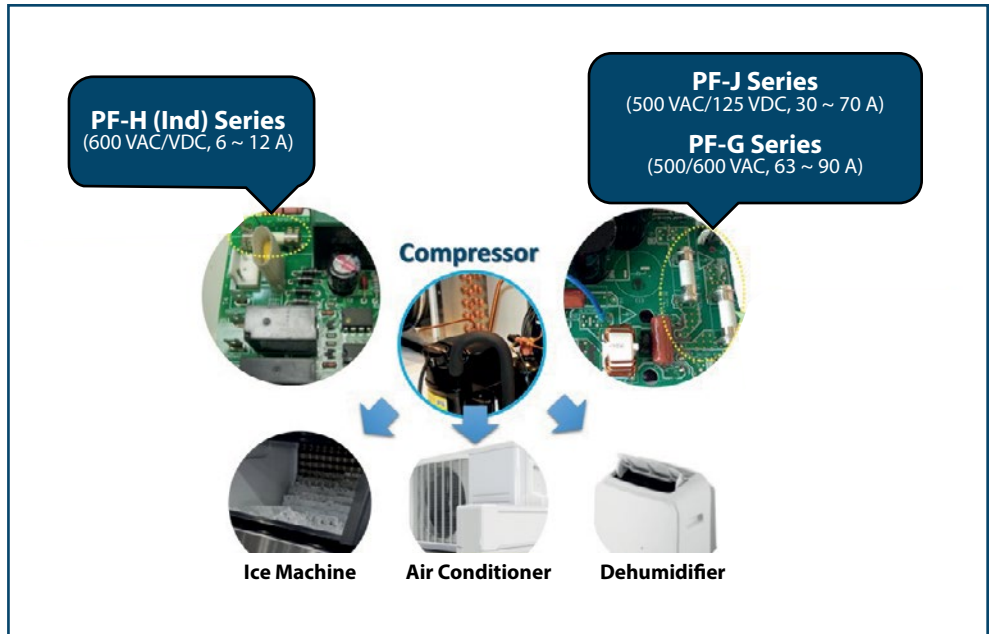 PF-H (Ind) Series
(600 VAC/VDC, 6 ~ 12 A)
PF-J Series
(500 VAC/125 VDC, 30 ~ 70 A)
PF-G Series
(500/600 VAC, 63 ~ 90 A)
Compressor
Ice Machine
Air Conditioner
Dehumidifier